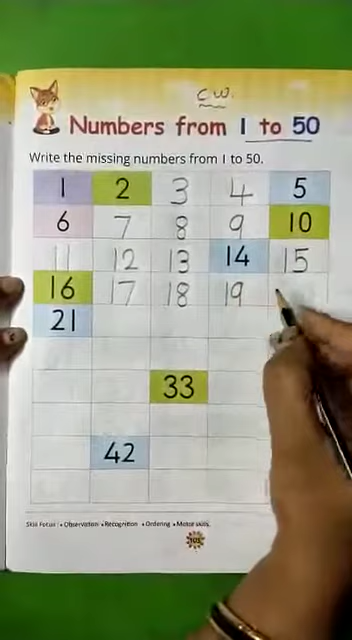 CW.
Numbers from 1 to 50
Write the missing numbers from 1 to 50.
1 2 3 4 5
6 7 8 9 10
11 12 13 14 15
16 17 18 19
21
33
42
Skill Focus : • Observation • Recognition • Ordering • Motor skills
105